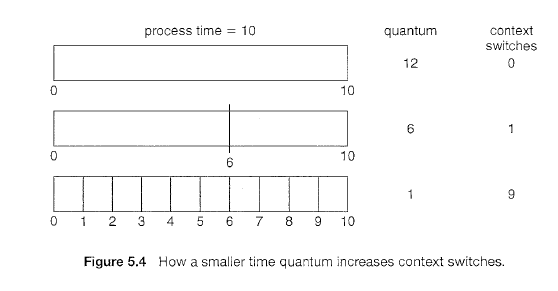 process time = 10 quantum context switches
12 0
0 10
6 1
0 6 10
1 9
0 1 2 3 4 5 6 7 8 9 10
Figure 5.4 How a smaller time quantum increases context switches.